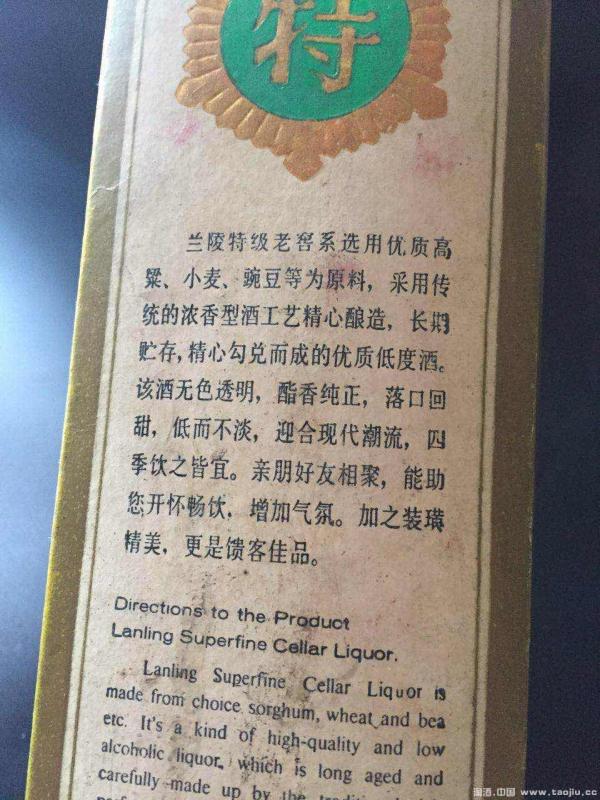 特
兰陵特级老窖系选用优质高
粱、小麦、豌豆等为原料，采用传
统的浓香型酒工艺精心酿造，长期
贮存，精心勾兑而成的优质低度酒。
该酒无色透明，酯香纯正，落口回
甜，低而不淡，迎合现代潮流，四
季饮之皆宜。亲朋好友相聚，能助
您开怀畅饮，增加气氛。加之装璜
精美，更是馈客佳品。
Directions to the Product
Lanling Superfine Cellar Liquor.
Lanling Superfine Cellar Liquor is
made from choice sorghum, wheat and bea
etc. It's a kind of high-quality and low
alcoholic liquor, which is long aged and
carefully made up by the
淘酒.中国 www.taojiu.cc